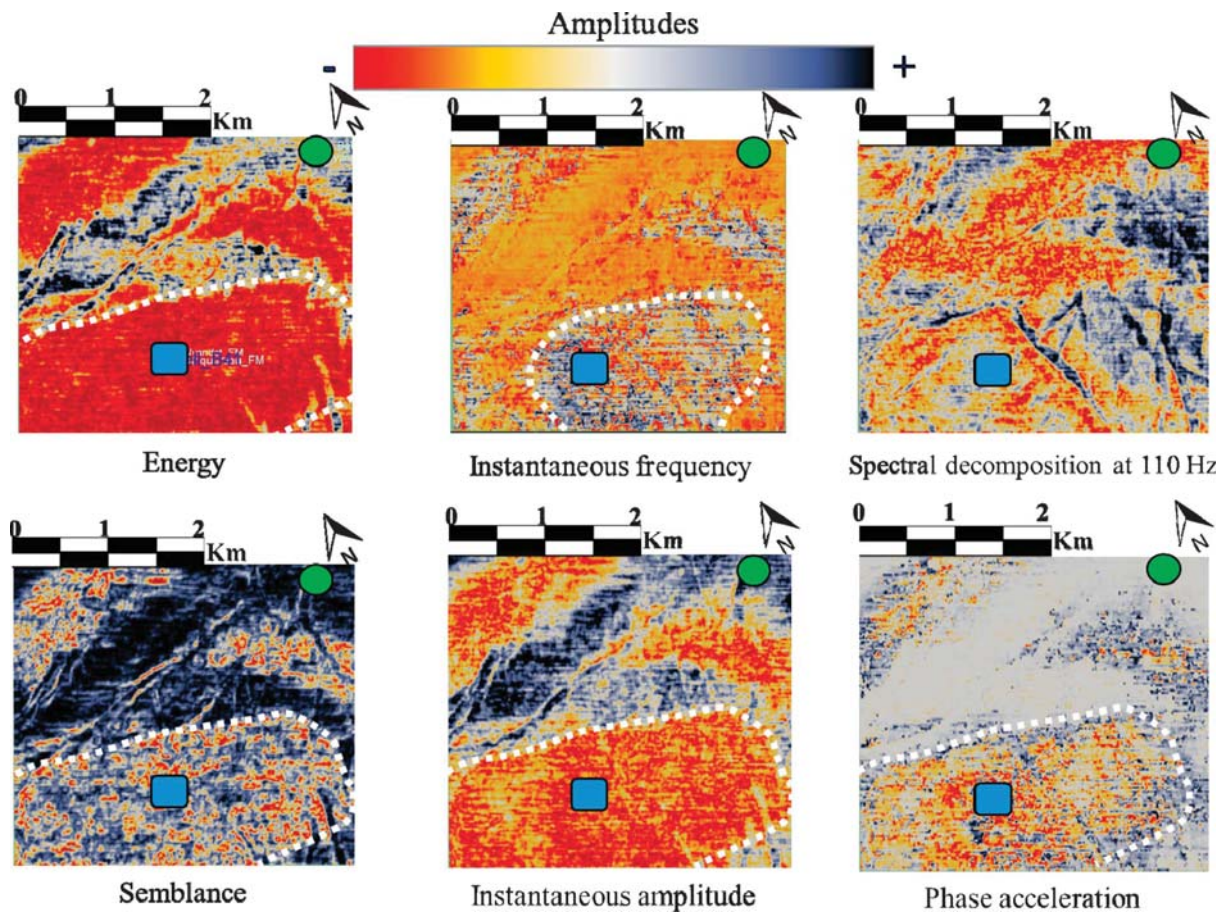 Amplitudes
- +
0 1 2
Km
N
0 1 2
Km
N
0 1 2
Km
N
Energy
Instantaneous frequency
Spectral decomposition at 110 Hz
0 1 2
Km
N
0 1 2
Km
N
0 1 2
Km
N
Semblance
Instantaneous amplitude
Phase acceleration